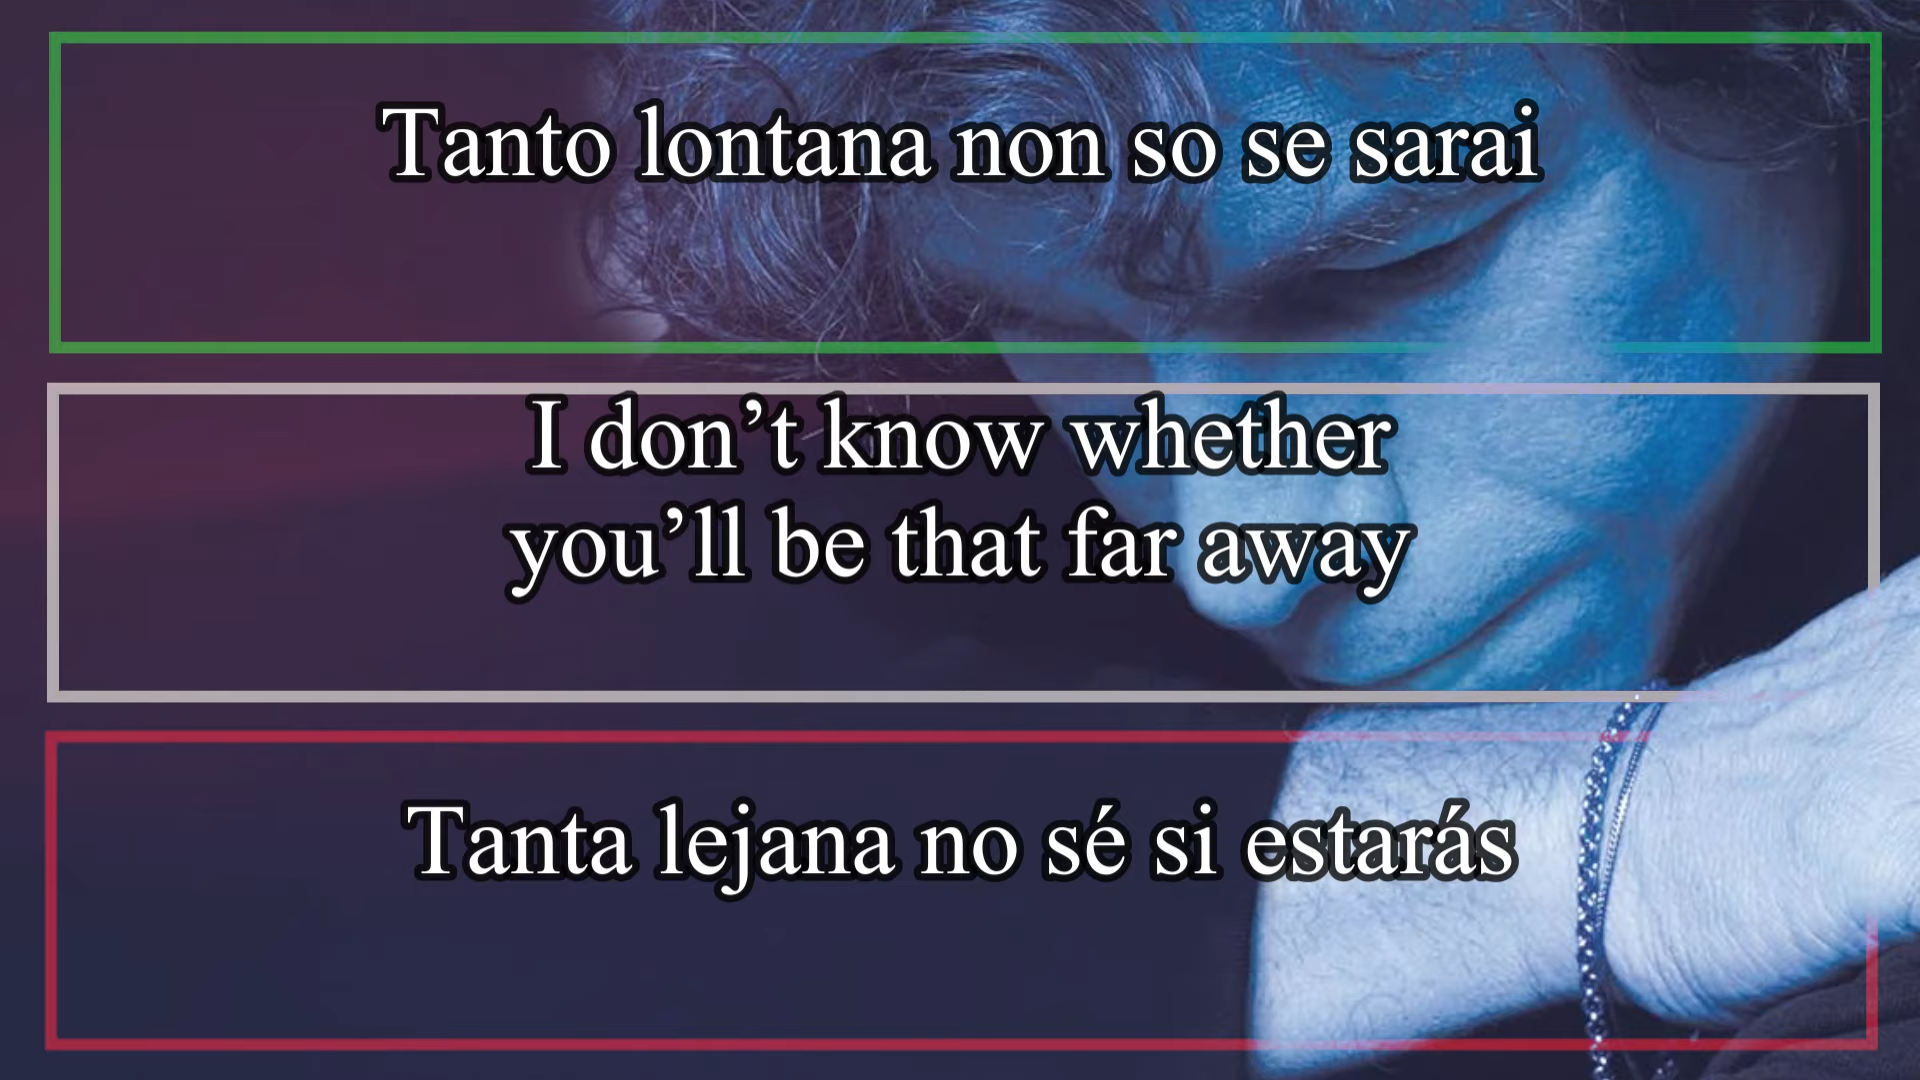 Tanto lontana non so se sarai
I don’t know whether
you’ll be that far away
Tanta lejana no sé si estarás